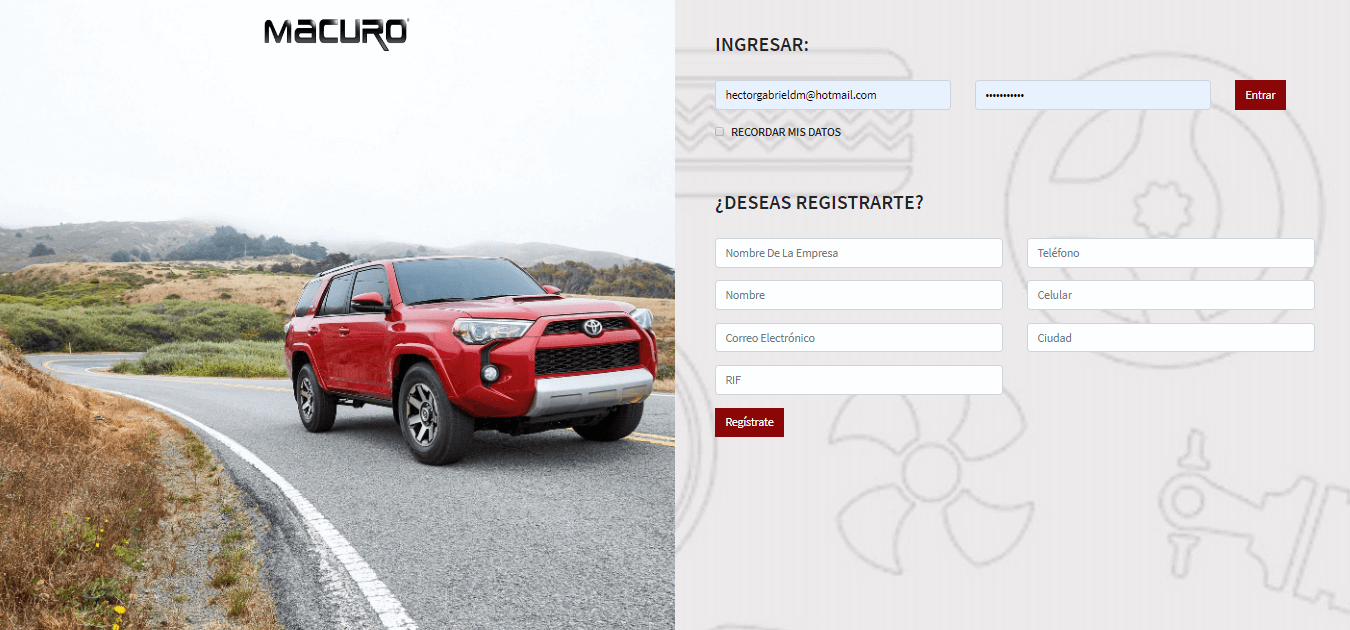 MACURO
INGRESAR:
hectorgabrieldm@hotmail.com
•••••••••••
Entrar
RECORDAR MIS DATOS
¿DESEAS REGISTRARTE?
Nombre De La Empresa
Teléfono
Nombre
Celular
Correo Electrónico
Ciudad
RIF
Regístrate